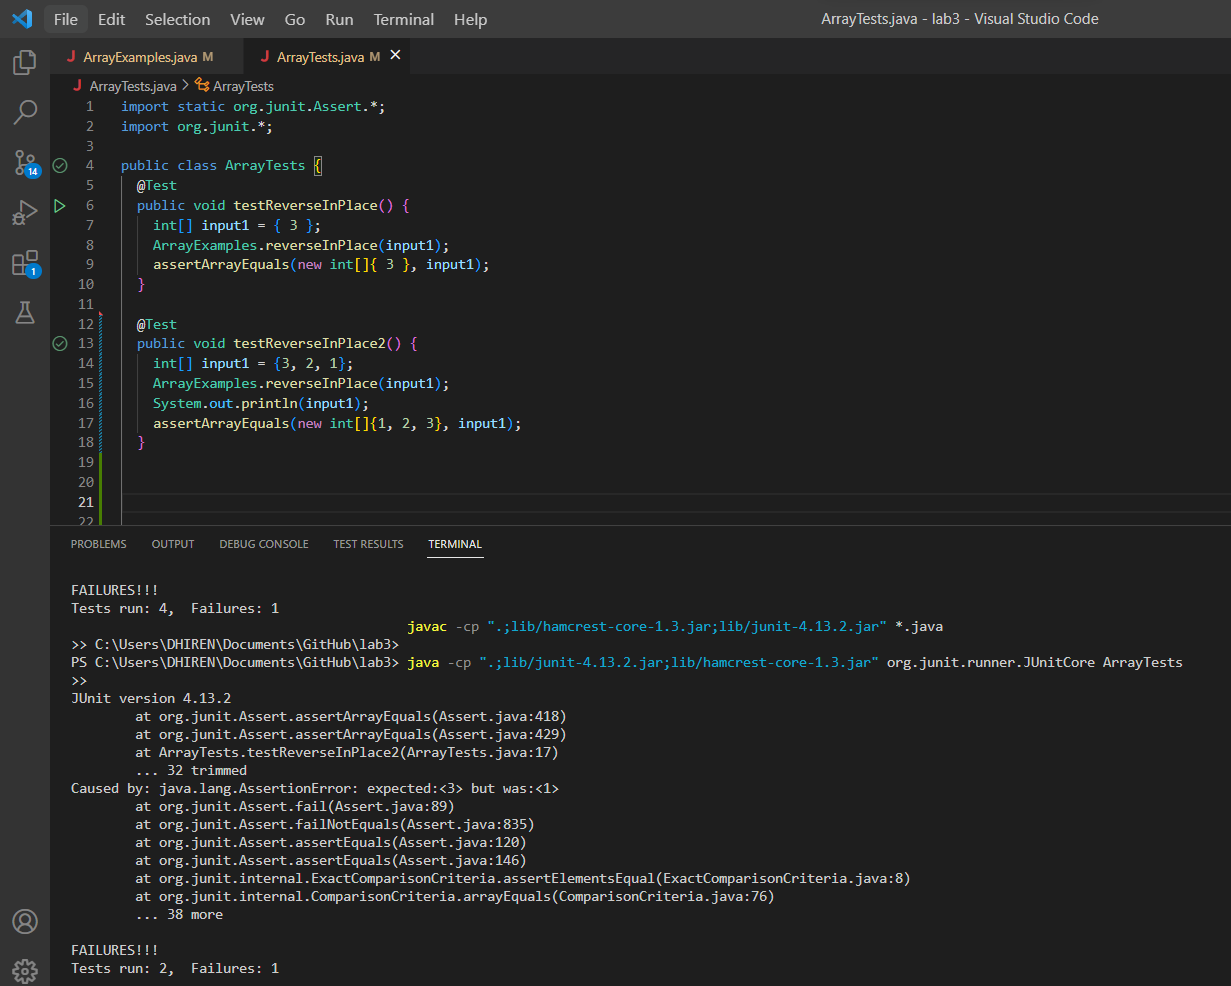 File Edit Selection View Go Run Terminal Help
ArrayTests.java - lab3 - Visual Studio Code
ArrayExamples.java M
ArrayTests.java M
ArrayTests.java > ArrayTests
1 import static org.junit.Assert.*;
2 import org.junit.*;
3
4 public class ArrayTests {
5 @Test
6 public void testReverseInPlace() {
7 int[] input1 = { 3 };
8 ArrayExamples.reverseInPlace(input1);
9 assertArrayEquals(new int[]{ 3 }, input1);
10 }
11
12 @Test
13 public void testReverseInPlace2() {
14 int[] input1 = {3, 2, 1};
15 ArrayExamples.reverseInPlace(input1);
16 System.out.println(input1);
17 assertArrayEquals(new int[]{1, 2, 3}, input1);
18 }
19
20
21
22
14
1
PROBLEMS OUTPUT DEBUG CONSOLE TEST RESULTS TERMINAL
FAILURES!!!
Tests run: 4,  Failures: 1
javac -cp ".;lib/hamcrest-core-1.3.jar;lib/junit-4.13.2.jar" *.java
>> C:\Users\DHIREN\Documents\GitHub\lab3>
PS C:\Users\DHIREN\Documents\GitHub\lab3> java -cp ".;lib/junit-4.13.2.jar;lib/hamcrest-core-1.3.jar" org.junit.runner.JUnitCore ArrayTests
>>
JUnit version 4.13.2
at org.junit.Assert.assertArrayEquals(Assert.java:418)
at org.junit.Assert.assertArrayEquals(Assert.java:429)
at ArrayTests.testReverseInPlace2(ArrayTests.java:17)
... 32 trimmed
Caused by: java.lang.AssertionError: expected:<3> but was:<1>
at org.junit.Assert.fail(Assert.java:89)
at org.junit.Assert.failNotEquals(Assert.java:835)
at org.junit.Assert.assertEquals(Assert.java:120)
at org.junit.Assert.assertEquals(Assert.java:146)
at org.junit.internal.ExactComparisonCriteria.assertElementsEqual(ExactComparisonCriteria.java:8)
at org.junit.internal.ComparisonCriteria.arrayEquals(ComparisonCriteria.java:76)
... 38 more
FAILURES!!!
Tests run: 2,  Failures: 1